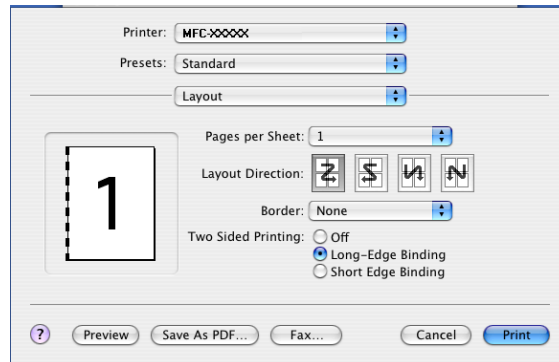 Printer: MFC-XXXXX
Presets: Standard
Layout
Pages per Sheet: 1
Layout Direction:
Border: None
Two Sided Printing: Off
Long-Edge Binding
Short Edge Binding
1
? Preview Save As PDF... Fax... Cancel Print